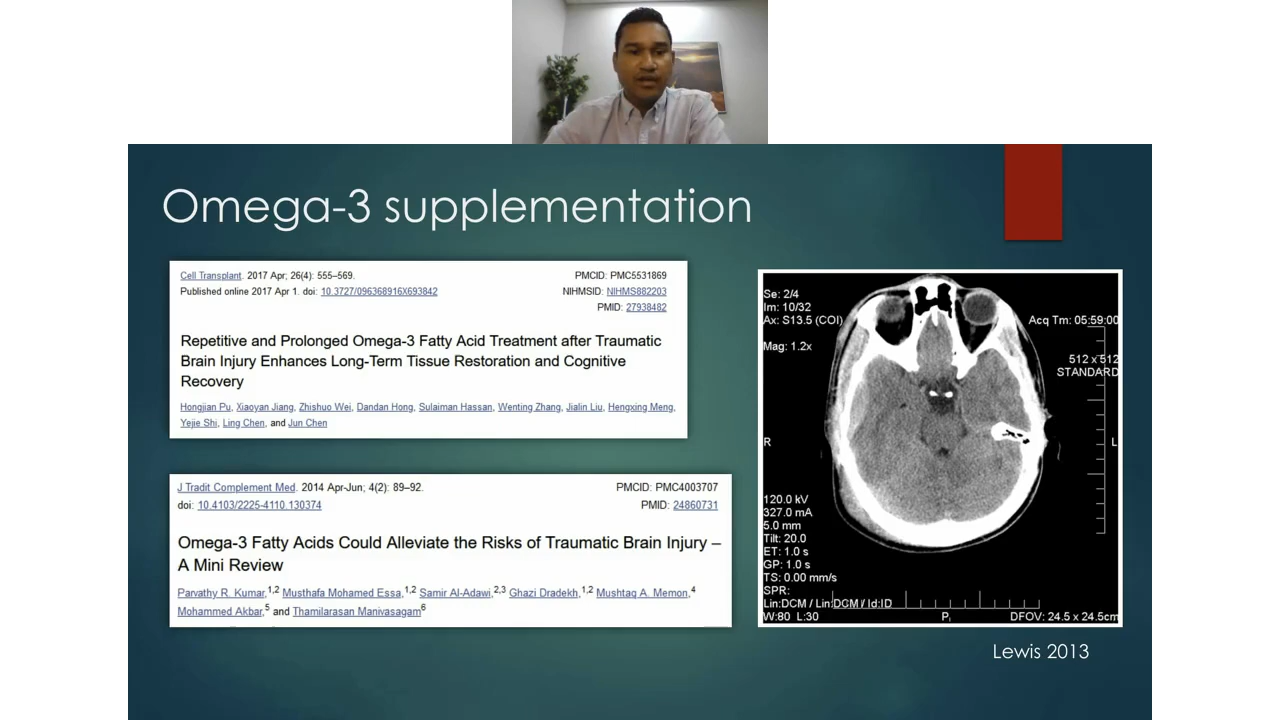 Omega-3 supplementation
Cell Transplant. 2017 Apr; 26(4): 555–569.
PMCID: PMC5531869
Published online 2017 Apr 1. doi: 10.3727/096368916X693842
NIHMSID: NIHMS882203
PMID: 27938482
Repetitive and Prolonged Omega-3 Fatty Acid Treatment after Traumatic
Brain Injury Enhances Long-Term Tissue Restoration and Cognitive
Recovery
Hongjian Pu, Xiaoyan Jiang, Zhishuo Wei, Dandan Hong, Sulaiman Hassan, Wenting Zhang, Jialin Liu, Hengxing Meng,
Yejie Shi, Ling Chen, and Jun Chen
J Tradit Complement Med. 2014 Apr-Jun; 4(2): 89–92.
PMCID: PMC4003707
doi: 10.4103/2225-4110.130374
PMID: 24860731
Omega-3 Fatty Acids Could Alleviate the Risks of Traumatic Brain Injury –
A Mini Review
Parvathy R. Kumar,1,2 Musthafa Mohamed Essa,1,2 Samir Al-Adawi,2,3 Ghazi Dradekh,1,2 Mushtaq A. Memon,4
Mohammed Akbar,5 and Thamilarasan Manivasagam6
Se: 2/4
Im: 10/32
Ax: S13.5 (COI)
Acq Tm: 05:59:00
Mag: 1.2x
512 x 512
STANDARD
R
L
120.0 kV
327.0 mA
5.0 mm
Tilt: 20.0
ET: 1.0 s
GP: 1.0 s
TS: 0.00 mm/s
SPR:
Lin:DCM / Lin:DCM / Id:ID
W:80 L:30
P
DFOV: 24.5 x 24.5cm
Lewis 2013